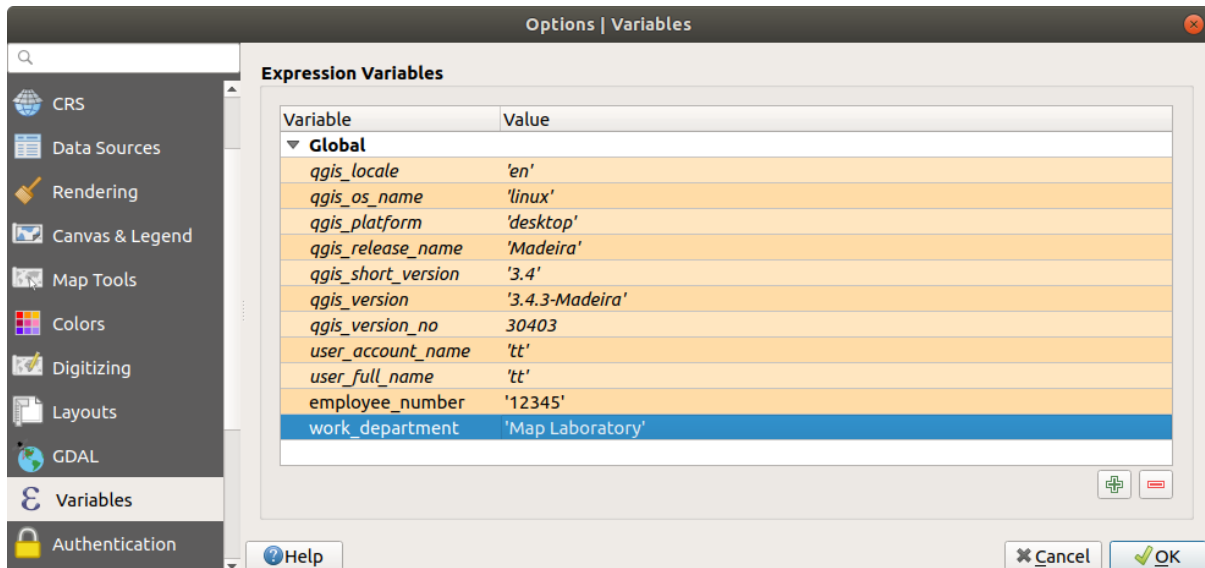 Options | Variables
CRS
Data Sources
Rendering
Canvas & Legend
Map Tools
Colors
Digitizing
Layouts
GDAL
ε Variables
Authentication
Expression Variables
Variable Value
Global
qgis_locale 'en'
qgis_os_name 'linux'
qgis_platform 'desktop'
qgis_release_name 'Madeira'
qgis_short_version '3.4'
qgis_version '3.4.3-Madeira'
qgis_version_no 30403
user_account_name 'tt'
user_full_name 'tt'
employee_number '12345'
work_department 'Map Laboratory'
Help
Cancel
OK